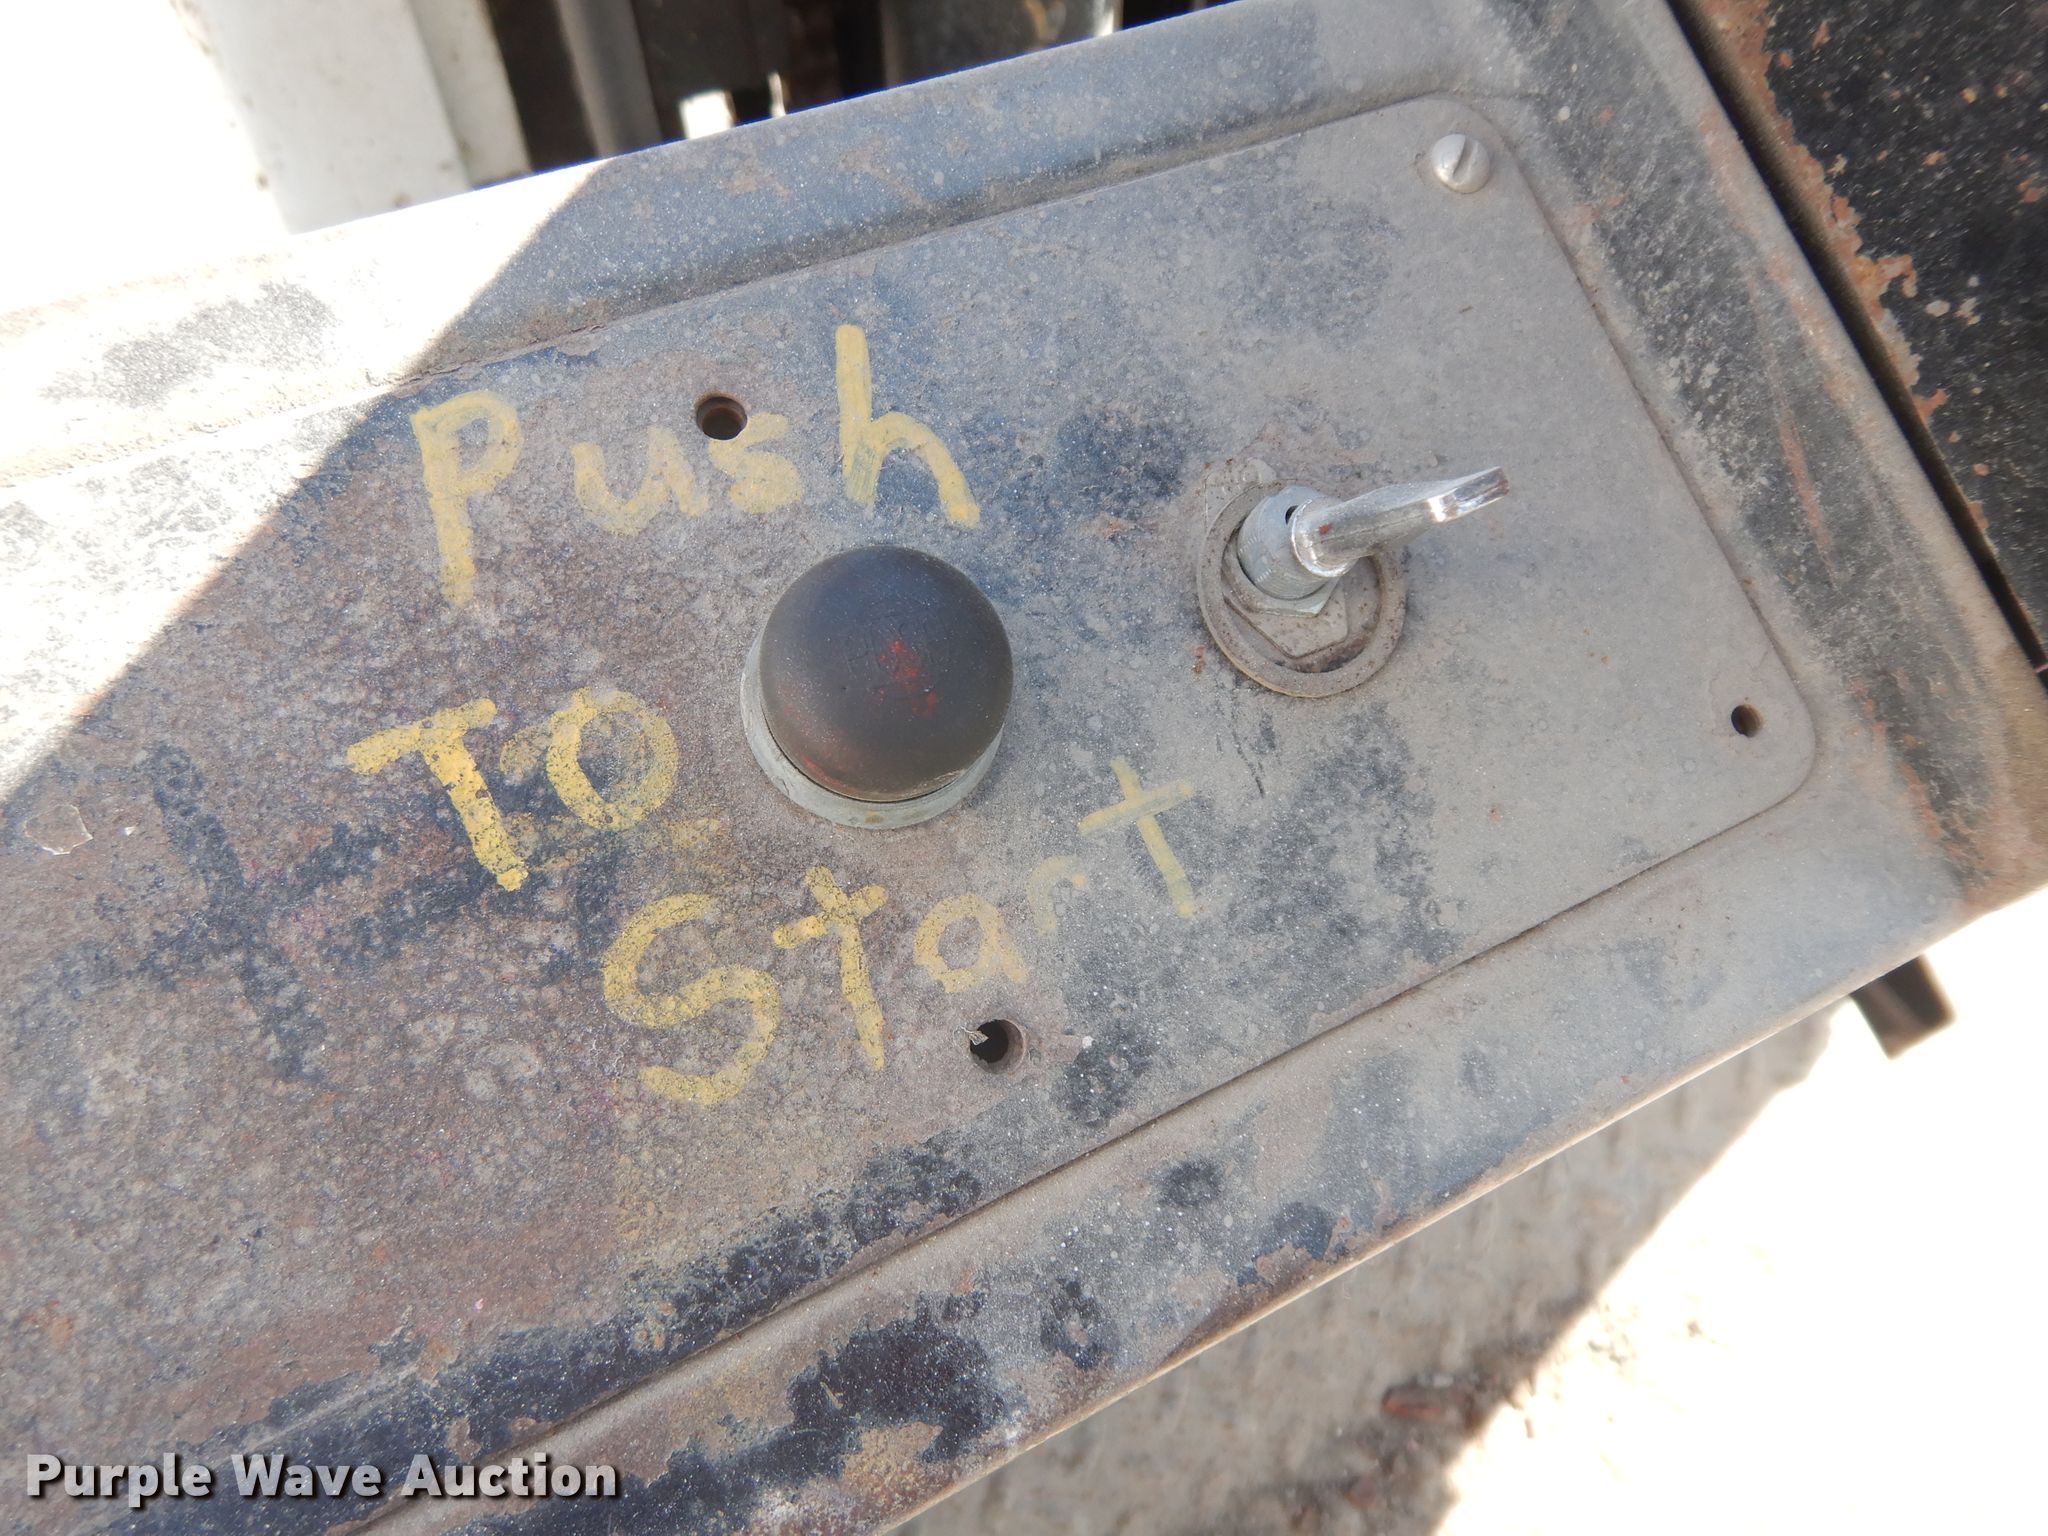 Push
To
Start
Purple Wave Auction